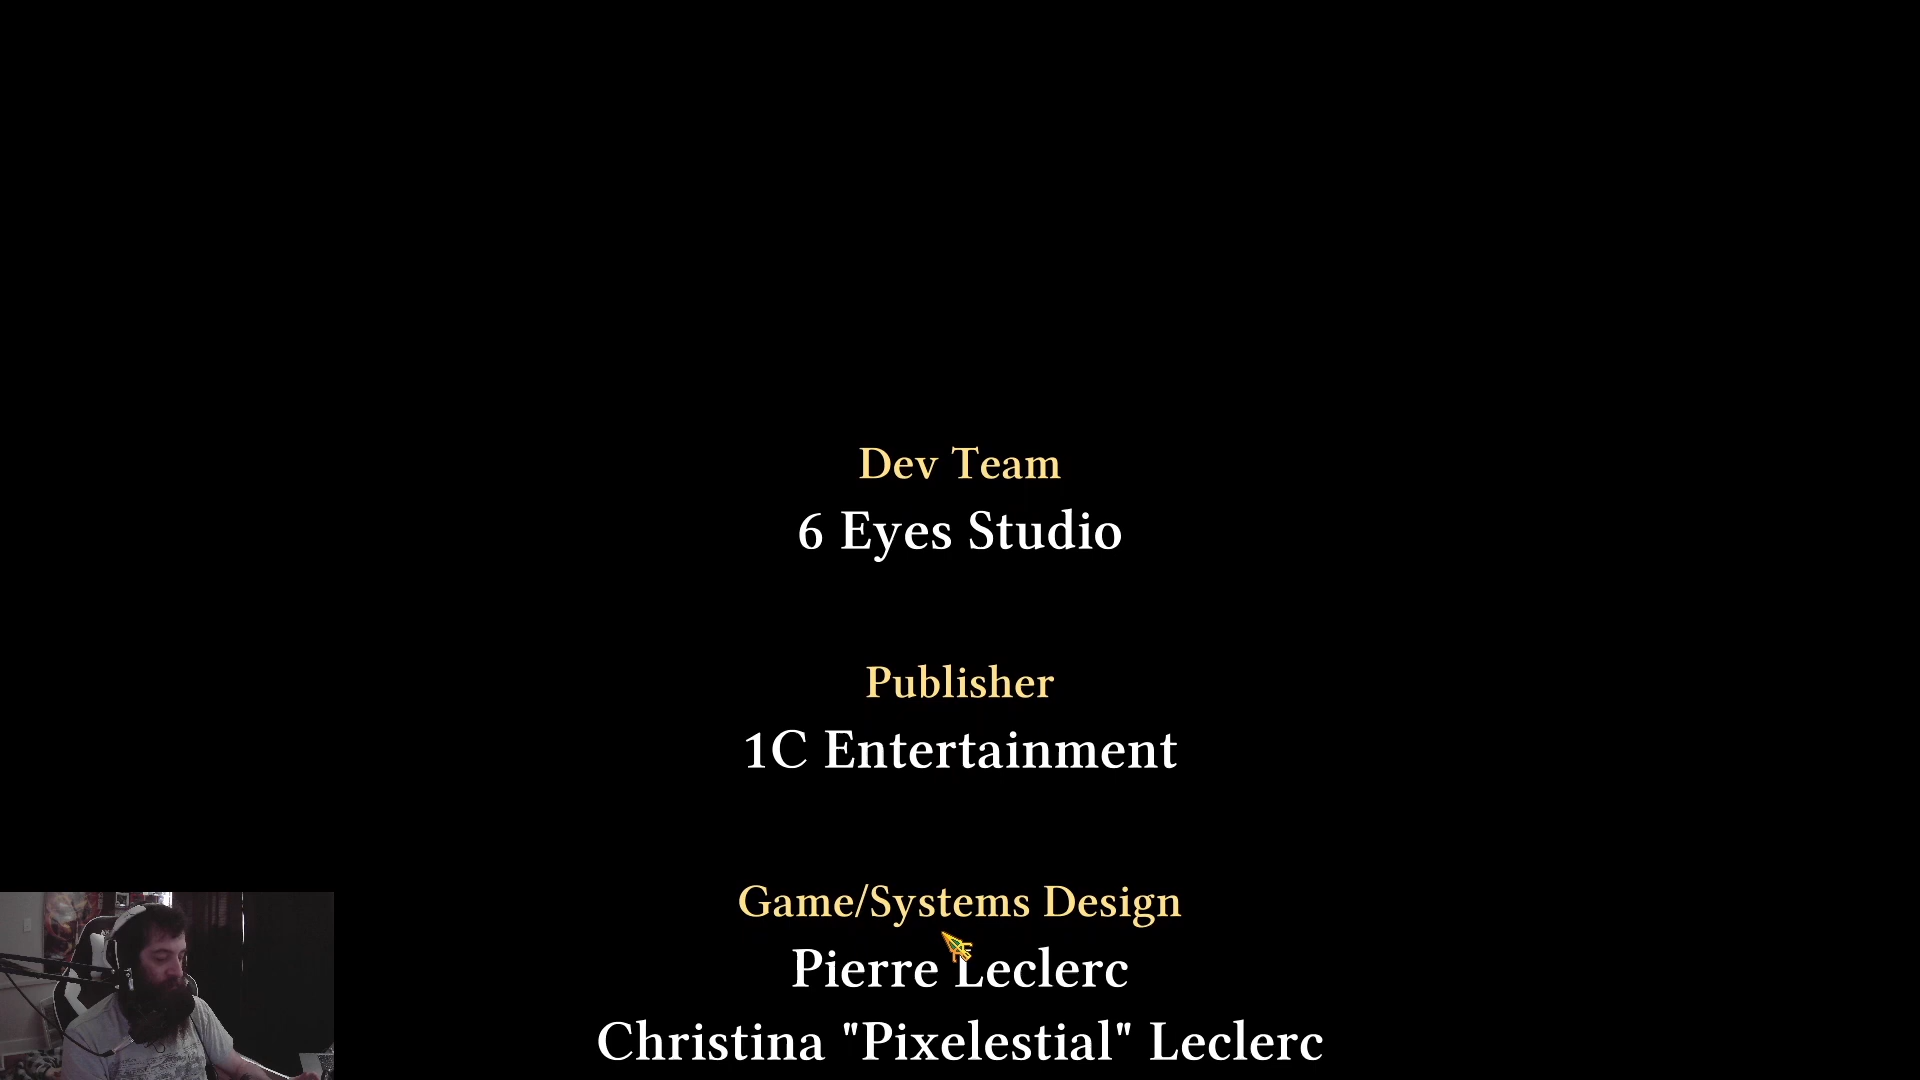 Dev Team
6 Eyes Studio
Publisher
1C Entertainment
Game/Systems Design
Pierre Leclerc
Christina "Pixelestial" Leclerc